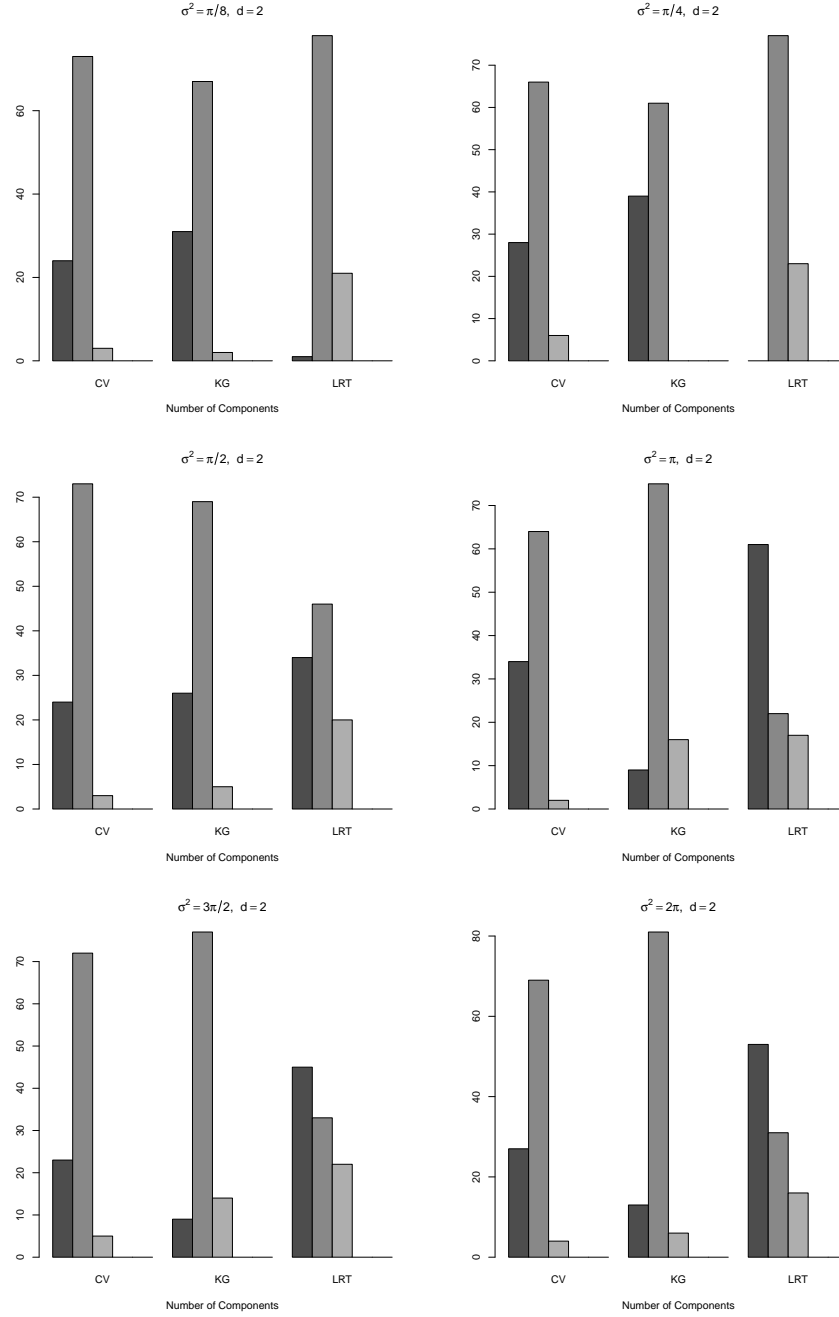 σ² = π/8, d = 2
0 20 40 60
CV KG LRT
Number of Components
σ² = π/4, d = 2
0 10 20 30 40 50 60 70
CV KG LRT
Number of Components
σ² = π/2, d = 2
0 10 20 30 40 50 60 70
CV KG LRT
Number of Components
σ² = π, d = 2
0 10 20 30 40 50 60 70
CV KG LRT
Number of Components
σ² = 3π/2, d = 2
0 10 20 30 40 50 60 70
CV KG LRT
Number of Components
σ² = 2π, d = 2
0 20 40 60 80
CV KG LRT
Number of Components